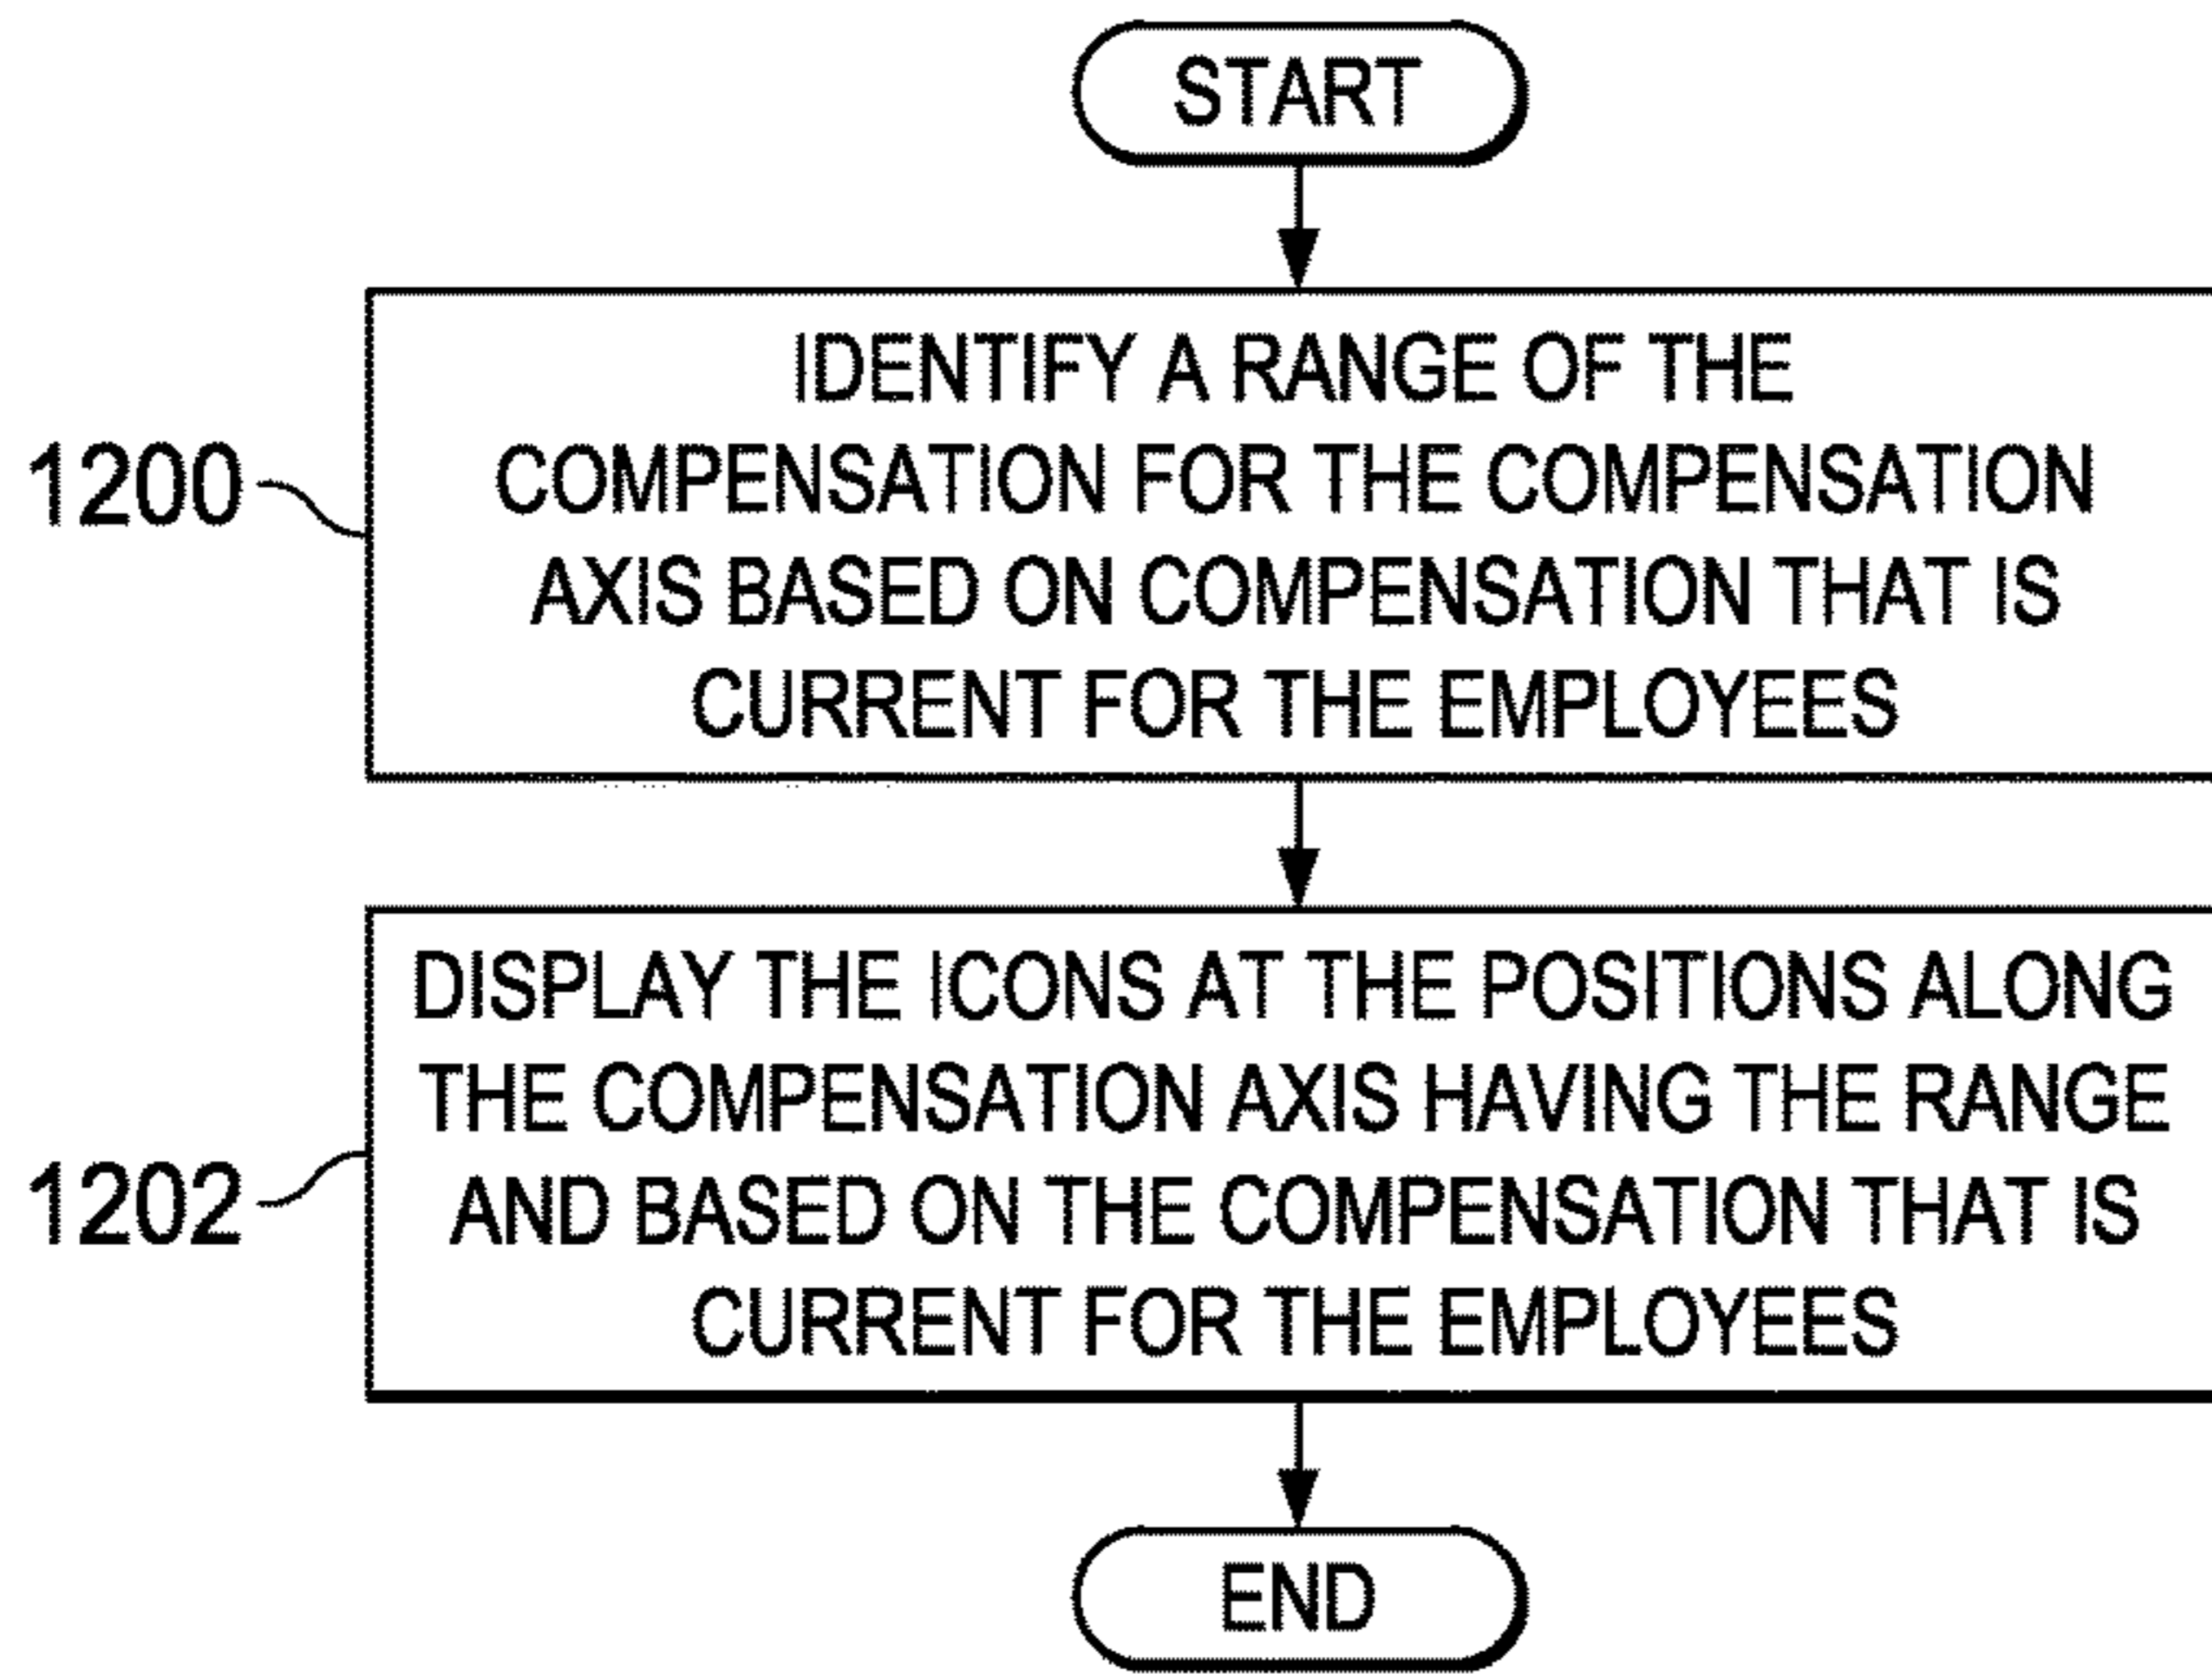 START
IDENTIFY A RANGE OF THE
COMPENSATION FOR THE COMPENSATION
AXIS BASED ON COMPENSATION THAT IS
CURRENT FOR THE EMPLOYEES
1200
DISPLAY THE ICONS AT THE POSITIONS ALONG
THE COMPENSATION AXIS HAVING THE RANGE
AND BASED ON THE COMPENSATION THAT IS
CURRENT FOR THE EMPLOYEES
1202
END